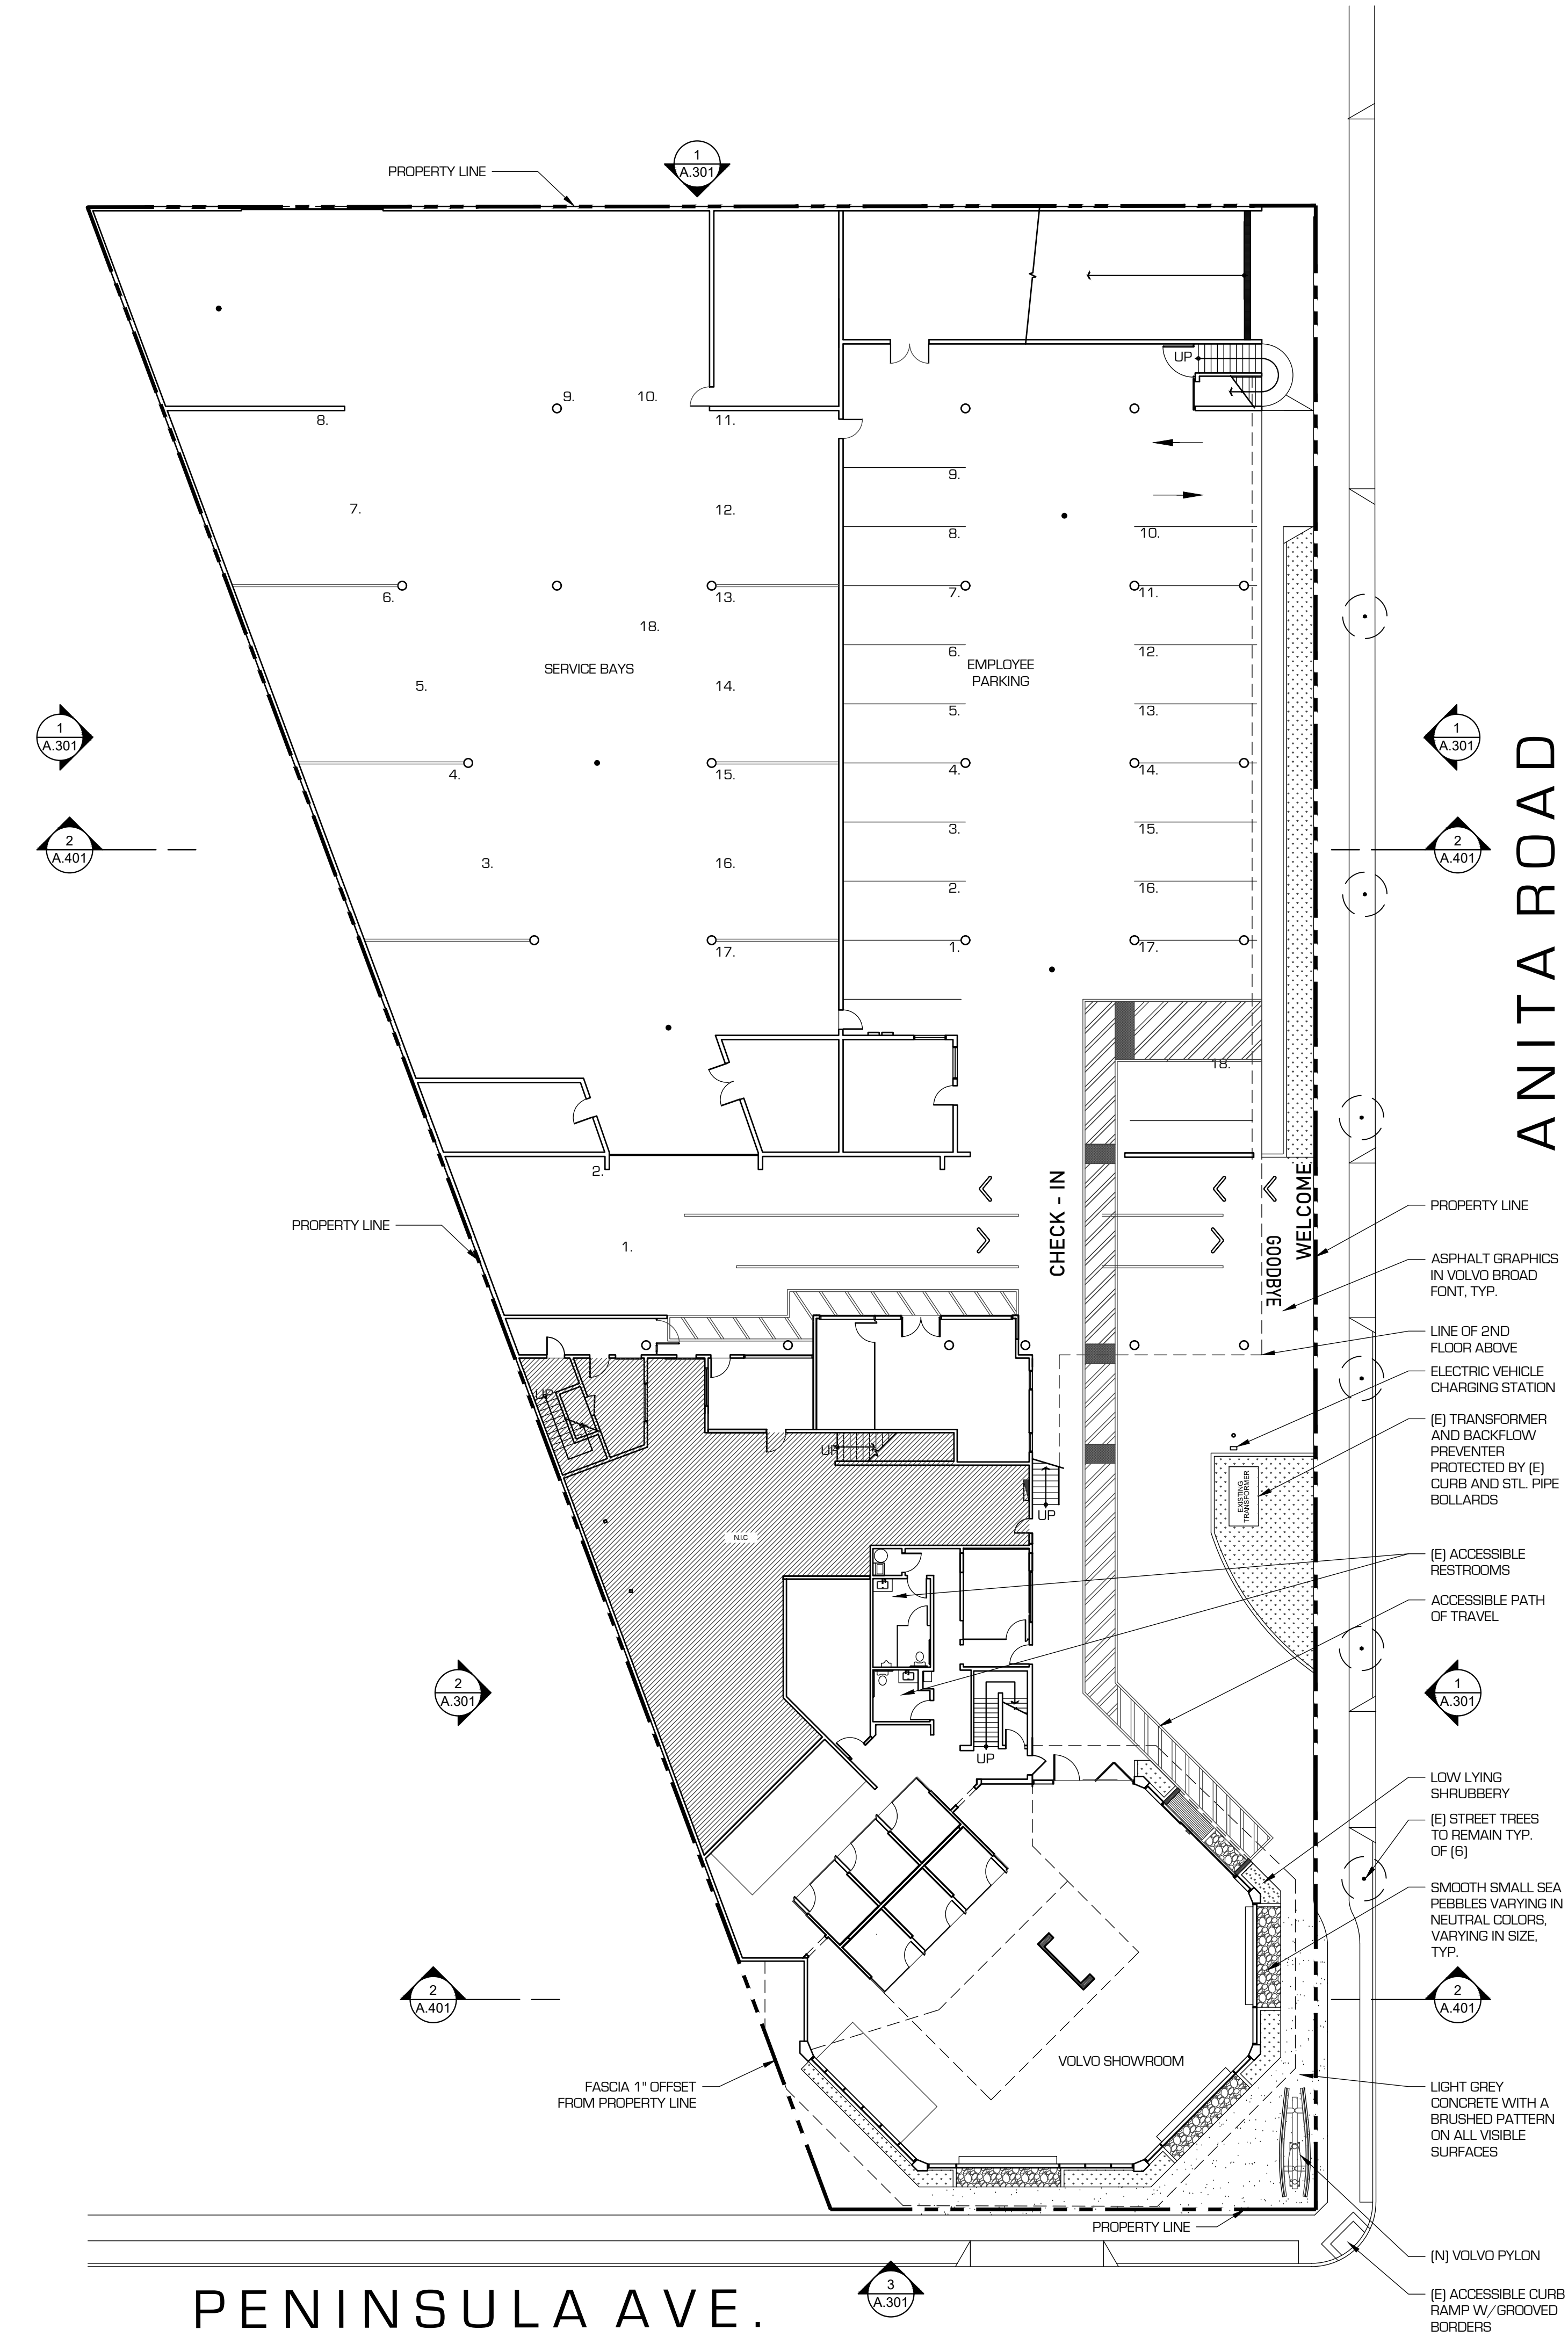 1
A.301
PROPERTY LINE
UP
9.
10.
8.
11.
9.
7.
12.
8.
10.
6.
13.
7.
11.
18.
6.
12.
SERVICE BAYS
EMPLOYEE
PARKING
5.
14.
5.
13.
1
A.301
1
A.301
4.
15.
4.
14.
2
A.401
3.
15.
2
A.401
3.
16.
2.
16.
17.
1.
17.
ANITA ROAD
18.
2.
CHECK - IN
WELCOME
GOODBYE
PROPERTY LINE
1.
PROPERTY LINE
ASPHALT GRAPHICS
IN VOLVO BROAD
FONT, TYP.
LINE OF 2ND
FLOOR ABOVE
ELECTRIC VEHICLE
CHARGING STATION
UP
UP
(E) TRANSFORMER
AND BACKFLOW
PREVENTER
PROTECTED BY (E)
CURB AND STL. PIPE
BOLLARDS
EXISTING
TRANSFORMER
UP
N.I.C
(E) ACCESSIBLE
RESTROOMS
ACCESSIBLE PATH
OF TRAVEL
2
A.301
1
A.301
UP
LOW LYING
SHRUBBERY
(E) STREET TREES
TO REMAIN TYP.
OF (6)
SMOOTH SMALL SEA
PEBBLES VARYING IN
NEUTRAL COLORS,
VARYING IN SIZE,
TYP.
2
A.401
2
A.401
VOLVO SHOWROOM
FASCIA 1" OFFSET
FROM PROPERTY LINE
LIGHT GREY
CONCRETE WITH A
BRUSHED PATTERN
ON ALL VISIBLE
SURFACES
PROPERTY LINE
(N) VOLVO PYLON
3
A.301
(E) ACCESSIBLE CURB
RAMP W/GROOVED
BORDERS
PENINSULA AVE.